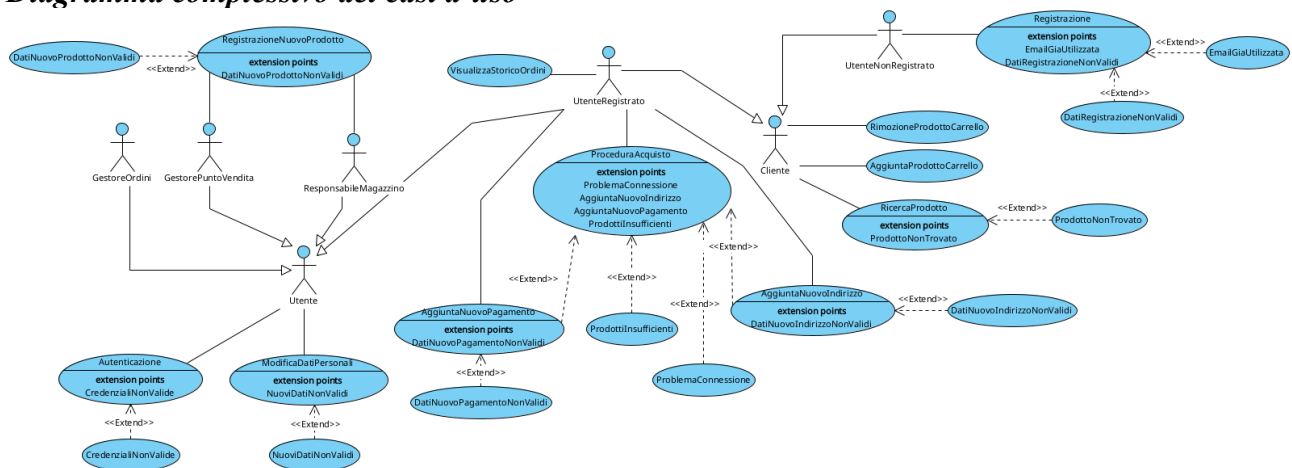 Diagramma complessivo dei casi d'uso
RegistrazioneNuovoProdotto
extension points
DatiNuovoProdottoNonValidi
DatiNuovoProdottoNonValidi
<<Extend>>
GestoreOrdini
GestorePuntoVendita
ResponsabileMagazzino
VisualizzaStoricoOrdini
UtenteRegistrato
UtenteNonRegistrato
Registrazione
extension points
EmailGiaUtilizzata
DatiRegistrazioneNonValidi
<<Extend>>
EmailGiaUtilizzata
<<Extend>>
DatiRegistrazioneNonValidi
Cliente
RimozioneProdottoCarrello
AggiuntaProdottoCarrello
RicercaProdotto
extension points
ProdottoNonTrovato
<<Extend>>
ProdottoNonTrovato
ProceduraAcquisto
extension points
ProblemaConnessione
AggiuntaNuovoIndirizzo
AggiuntaNuovoPagamento
ProdottiInsufficienti
<<Extend>>
<<Extend>>
<<Extend>>
<<Extend>>
Utente
AggiuntaNuovoPagamento
extension points
DatiNuovoPagamentoNonValidi
<<Extend>>
DatiNuovoPagamentoNonValidi
ProdottiInsufficienti
ProblemaConnessione
AggiuntaNuovoIndirizzo
extension points
DatiNuovoIndirizzoNonValidi
<<Extend>>
DatiNuovoIndirizzoNonValidi
Autenticazione
extension points
CredenzialiNonValide
<<Extend>>
CredenzialiNonValide
ModificaDatiPersonali
extension points
NuoviDatiNonValidi
<<Extend>>
NuoviDatiNonValidi